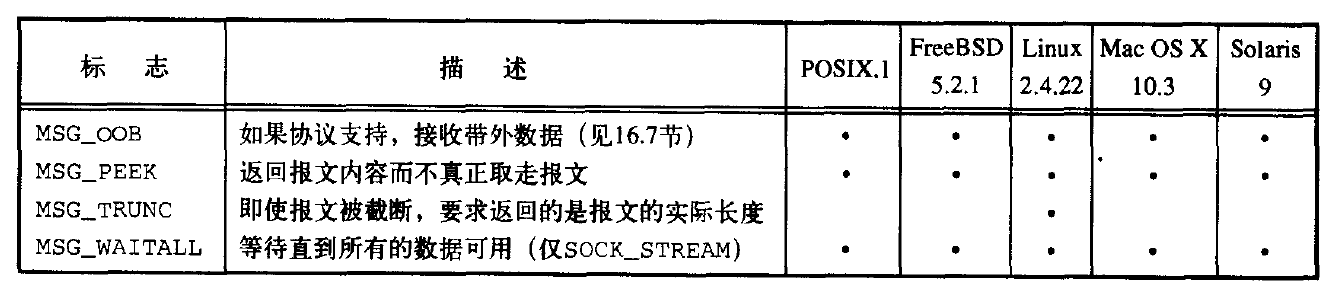 标 志 描 述 POSIX.1 FreeBSD 5.2.1 Linux 2.4.22 Mac OS X 10.3 Solaris 9
MSG_OOB 如果协议支持，接收带外数据（见16.7节） • • • • •
MSG_PEEK 返回报文内容而不真正取走报文 • • • • •
MSG_TRUNC 即使报文被截断，要求返回的是报文的实际长度 •
MSG_WAITALL 等待直到所有的数据可用（仅SOCK_STREAM） • • • • •